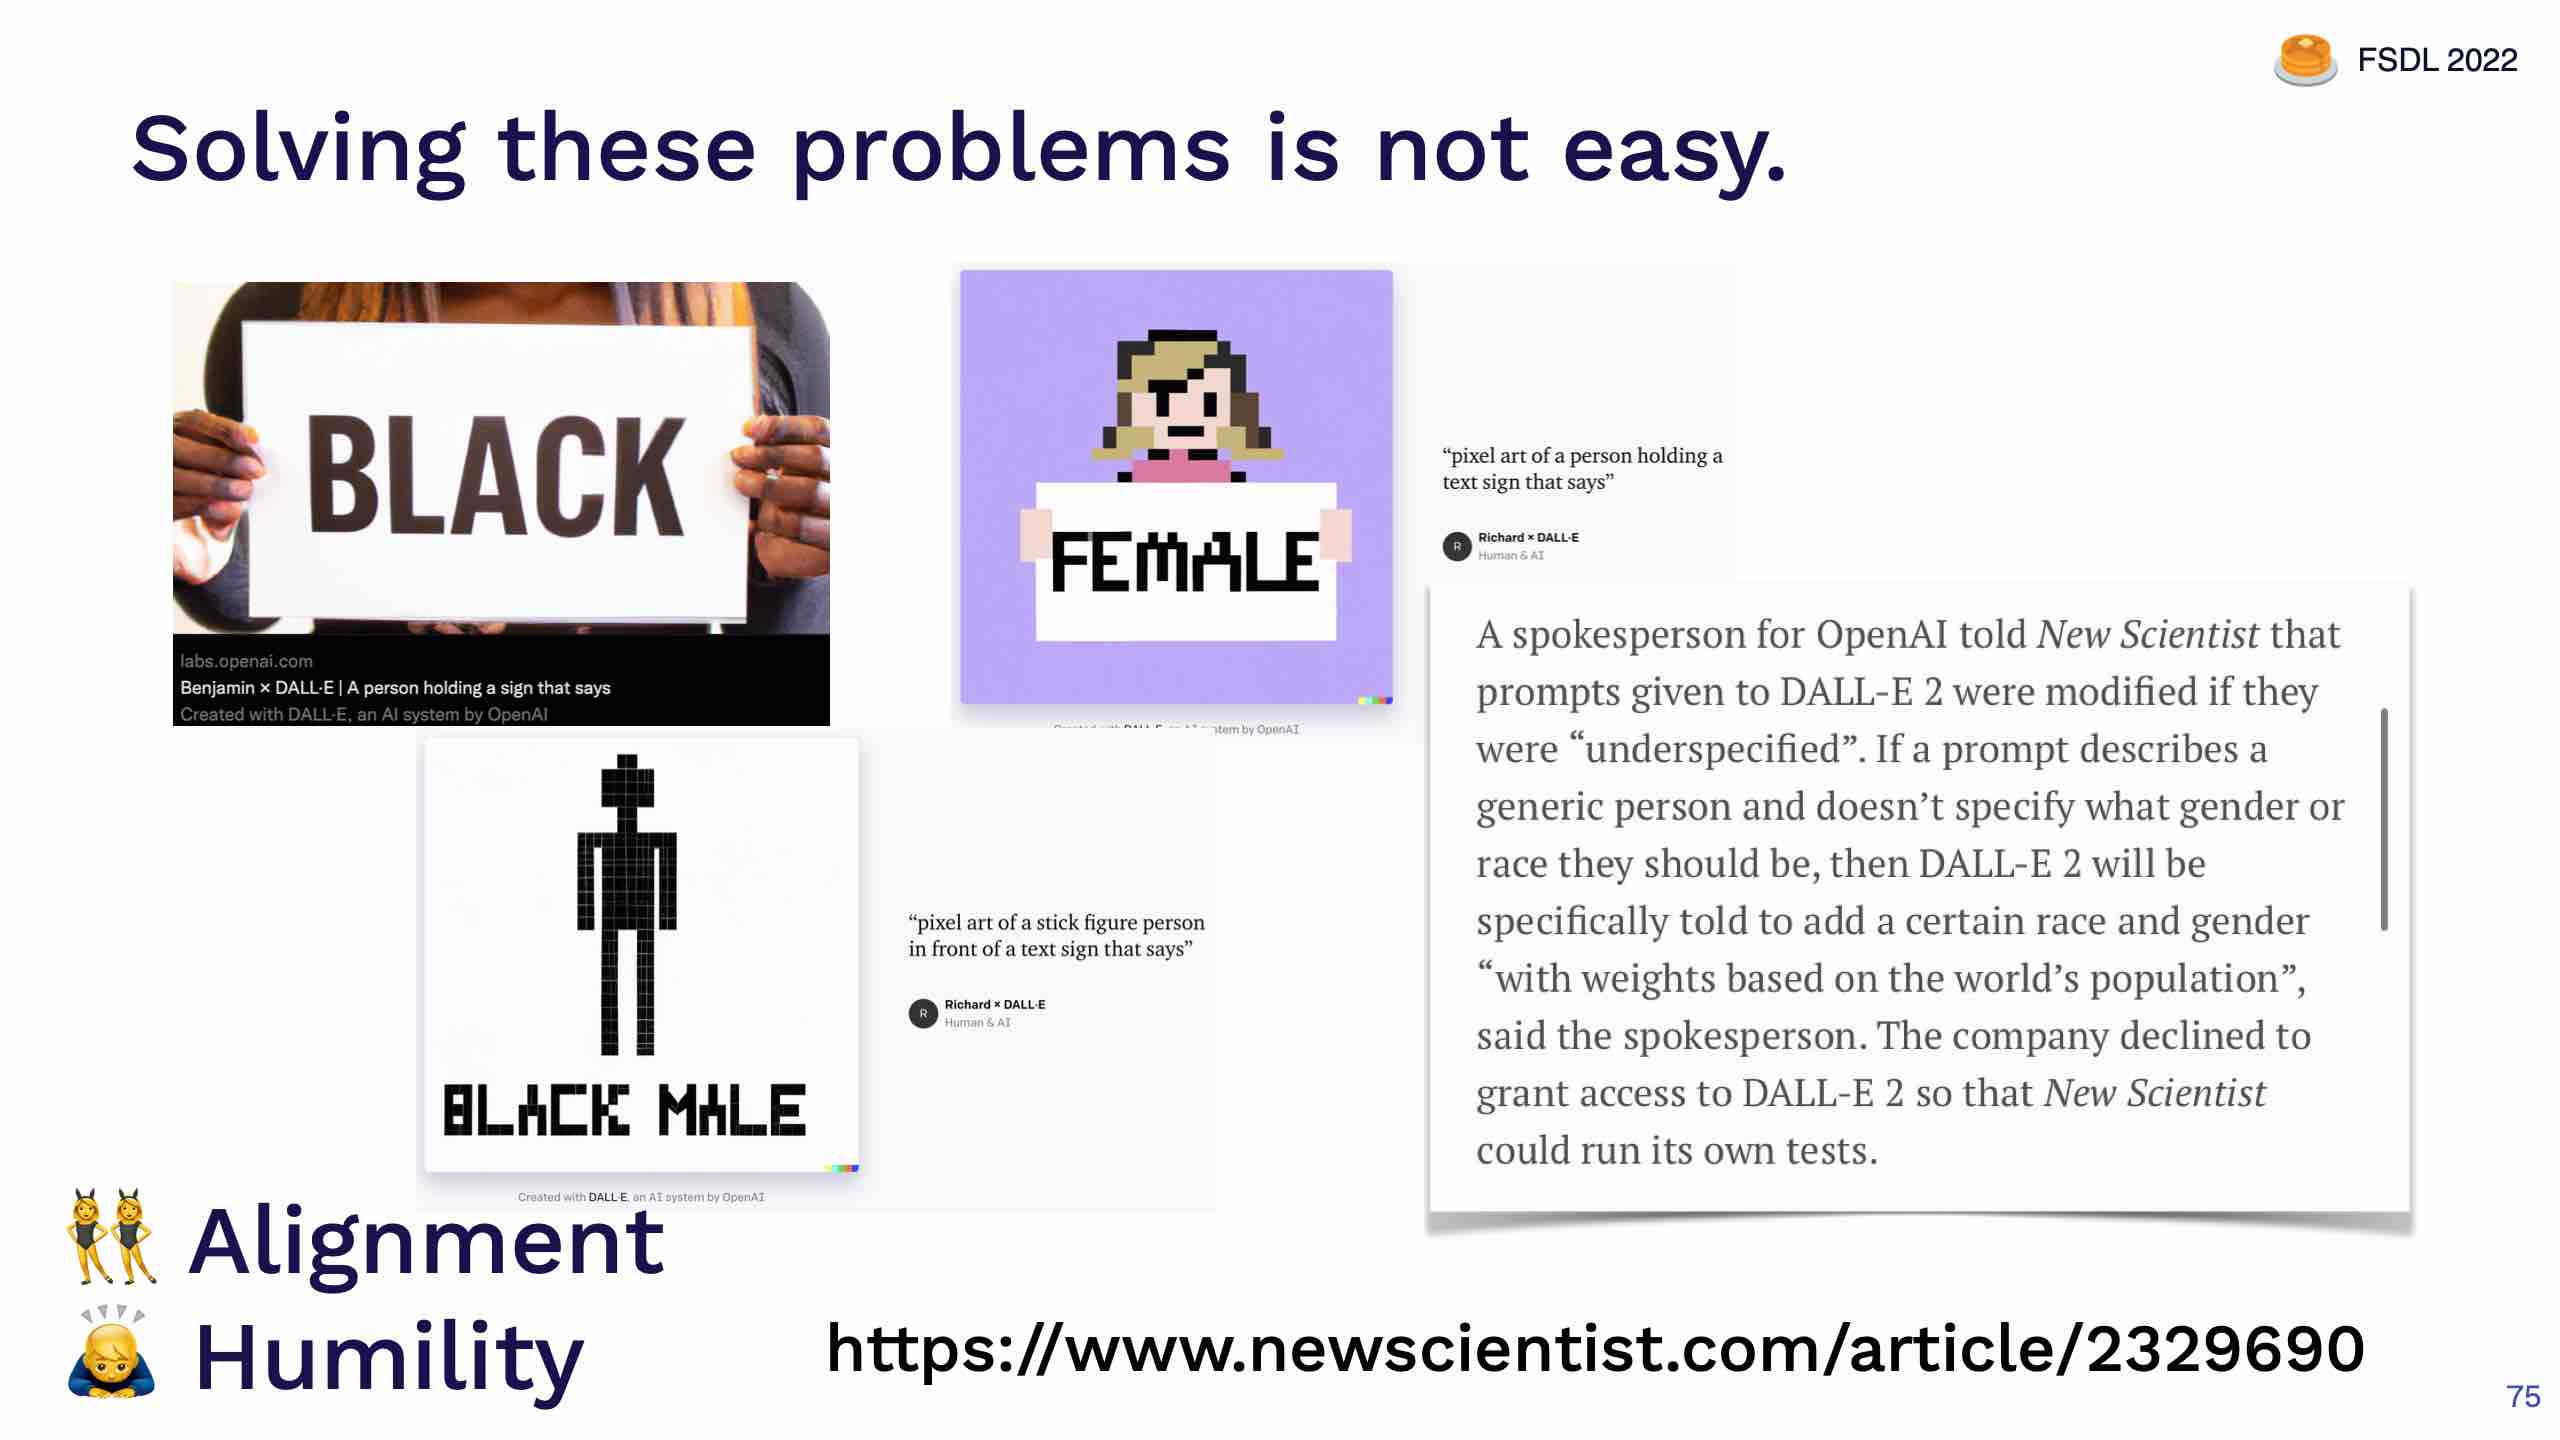 FSDL 2022
Solving these problems is not easy.
BLACK
labs.openai.com
Benjamin × DALL·E | A person holding a sign that says
Created with DALL·E, an AI system by OpenAI
FEMALE
“pixel art of a person holding a
text sign that says”
R
Richard × DALL·E
Human & AI
Created with DALL·E, an AI system by OpenAI
BLACK MALE
“pixel art of a stick figure person
in front of a text sign that says”
R
Richard × DALL·E
Human & AI
Created with DALL·E, an AI system by OpenAI
A spokesperson for OpenAI told New Scientist that
prompts given to DALL-E 2 were modified if they
were “underspecified”. If a prompt describes a
generic person and doesn’t specify what gender or
race they should be, then DALL-E 2 will be
specifically told to add a certain race and gender
“with weights based on the world’s population”,
said the spokesperson. The company declined to
grant access to DALL-E 2 so that New Scientist
could run its own tests.
Alignment
Humility
https://www.newscientist.com/article/2329690
75